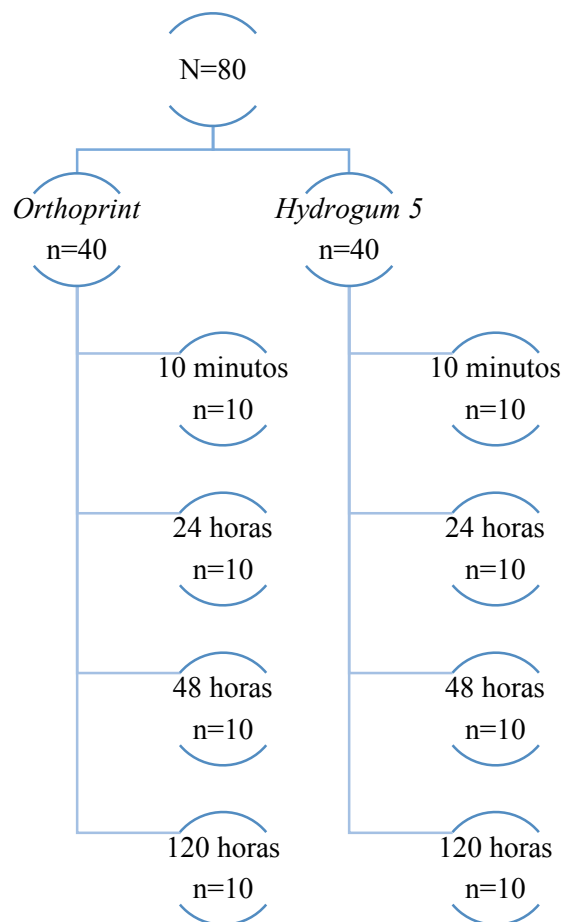 N=80
Orthoprint
n=40
Hydrogum 5
n=40
10 minutos
n=10
24 horas
n=10
48 horas
n=10
120 horas
n=10
10 minutos
n=10
24 horas
n=10
48 horas
n=10
120 horas
n=10